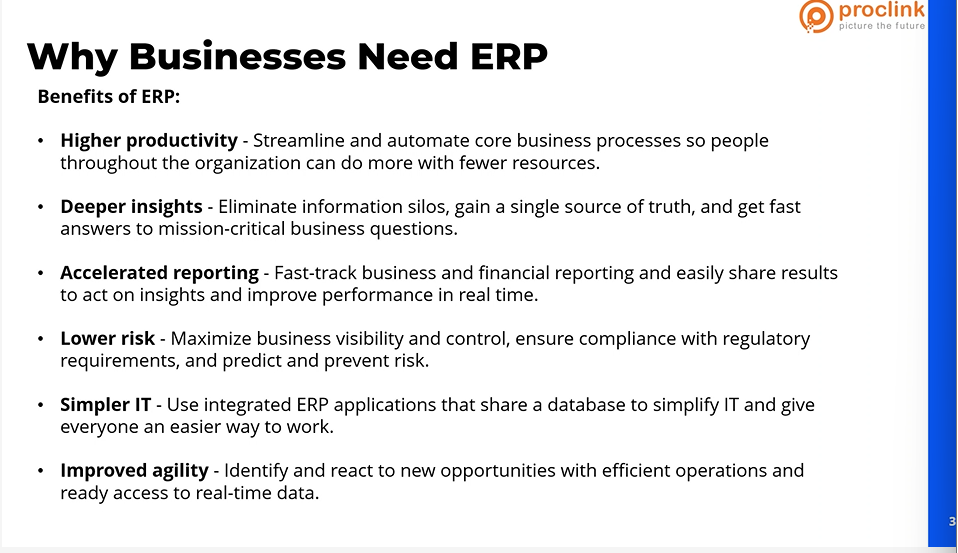 proclink
picture the future
Why Businesses Need ERP
Benefits of ERP:
• Higher productivity - Streamline and automate core business processes so people
throughout the organization can do more with fewer resources.
• Deeper insights - Eliminate information silos, gain a single source of truth, and get fast
answers to mission-critical business questions.
• Accelerated reporting - Fast-track business and financial reporting and easily share results
to act on insights and improve performance in real time.
• Lower risk - Maximize business visibility and control, ensure compliance with regulatory
requirements, and predict and prevent risk.
• Simpler IT - Use integrated ERP applications that share a database to simplify IT and give
everyone an easier way to work.
• Improved agility - Identify and react to new opportunities with efficient operations and
ready access to real-time data.
3